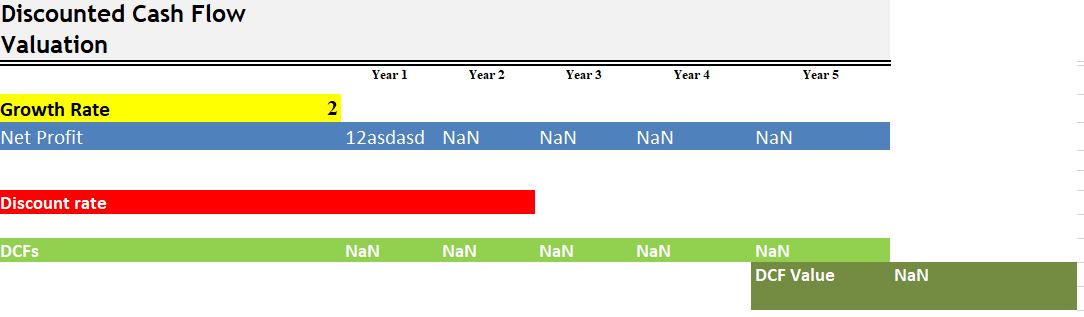 Discounted Cash Flow
Valuation
Year 1 Year 2 Year 3 Year 4 Year 5
Growth Rate 2
Net Profit 12asdasd NaN NaN NaN NaN
Discount rate
DCFs NaN NaN NaN NaN NaN
DCF Value NaN